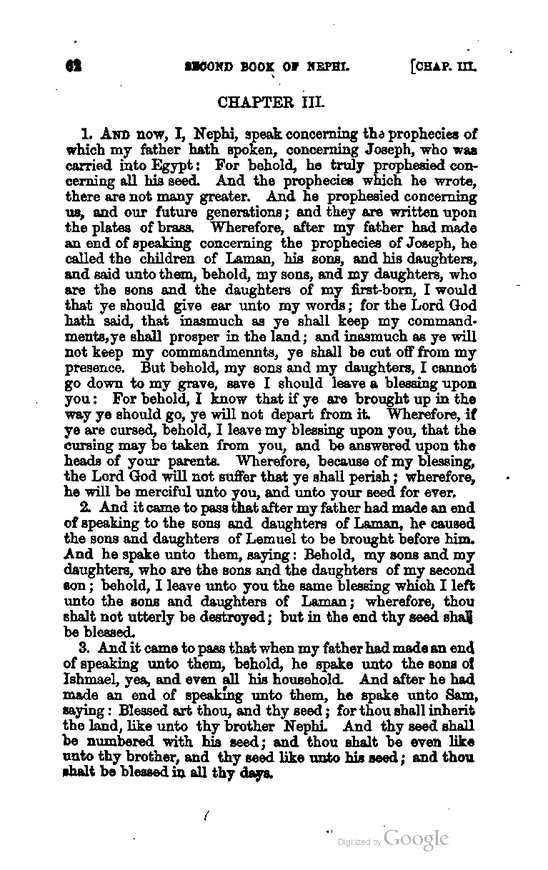 62 SECOND BOOK OF NEPHI. [CHAP. III.
CHAPTER III.
1. AND now, I, Nephi, speak concerning the prophecies of
which my father hath spoken, concerning Joseph, who was
carried into Egypt: For behold, he truly prophesied con-
cerning all his seed. And the prophecies which he wrote,
there are not many greater. And he prophesied concerning
us, and our future generations; and they are written upon
the plates of brass. Wherefore, after my father had made
an end of speaking concerning the prophecies of Joseph, he
called the children of Laman, his sons, and his daughters,
and said unto them, behold, my sons, and my daughters, who
are the sons and the daughters of my first-born, I would
that ye should give ear unto my words; for the Lord God
hath said, that inasmuch as ye shall keep my command-
ments, ye shall prosper in the land; and inasmuch as ye will
not keep my commandmennts, ye shall be cut off from my
presence. But behold, my sons and my daughters, I cannot
go down to my grave, save I should leave a blessing upon
you: For behold, I know that if ye are brought up in the
way ye should go, ye will not depart from it. Wherefore, if
ye are cursed, behold, I leave my blessing upon you, that the
cursing may be taken from you, and be answered upon the
heads of your parents. Wherefore, because of my blessing,
the Lord God will not suffer that ye shall perish; wherefore,
he will be merciful unto you, and unto your seed for ever.
2. And it came to pass that after my father had made an end
of speaking to the sons and daughters of Laman, he caused
the sons and daughters of Lemuel to be brought before him.
And he spake unto them, saying: Behold, my sons and my
daughters, who are the sons and the daughters of my second
son; behold, I leave unto you the same blessing which I left
unto the sons and daughters of Laman; wherefore, thou
shalt not utterly be destroyed; but in the end thy seed shall
be blessed.
3. And it came to pass that when my father had made an end
of speaking unto them, behold, he spake unto the sons of
Ishmael, yea, and even all his household. And after he had
made an end of speaking unto them, he spake unto Sam,
saying: Blessed art thou, and thy seed; for thou shall inherit
the land, like unto thy brother Nephi. And thy seed shall
be numbered with his seed; and thou shalt be even like
unto thy brother, and thy seed like unto his seed; and thou
shalt be blessed in all thy days.
Digitized by Google